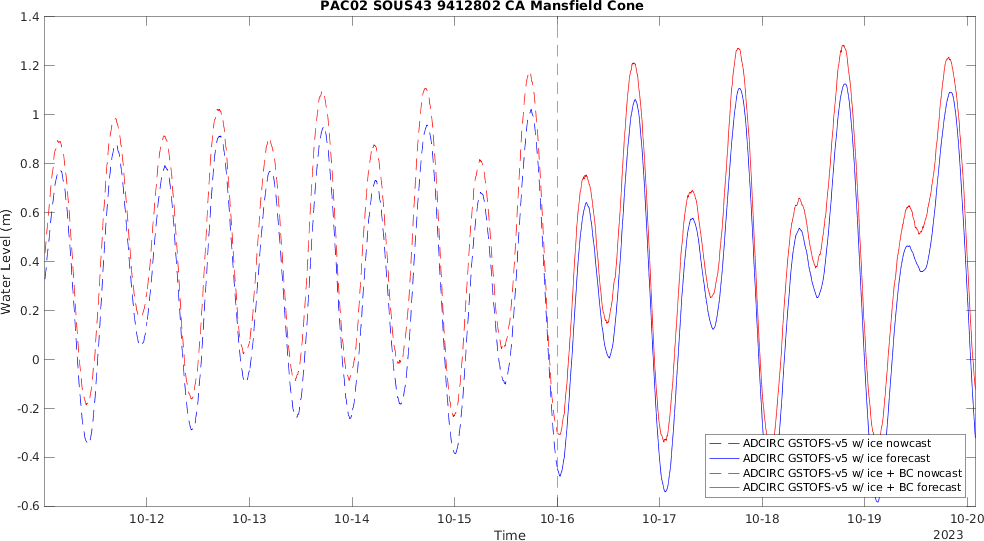 PAC02 SOUS43 9412802 CA Mansfield Cone
1.4
1.2
1
0.8
0.6
0.4
0.2
0
-0.2
-0.4
-0.6
Water Level (m)
ADCIRC GSTOFS-v5 w/ ice nowcast
ADCIRC GSTOFS-v5 w/ ice forecast
ADCIRC GSTOFS-v5 w/ ice + BC nowcast
ADCIRC GSTOFS-v5 w/ ice + BC forecast
10-12 10-13 10-14 10-15 10-16 10-17 10-18 10-19 10-20
Time
2023